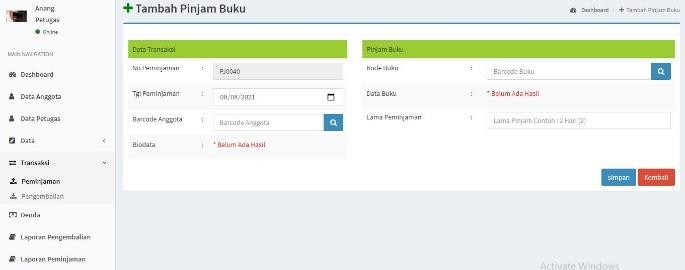 Anang
Petugas
Online
MAIN NAVIGATION
Dashboard
Data Anggota
Data Petugas
Data
Transaksi
Peminjaman
Pengembalian
Denda
Laporan Pengembalian
Laporan Peminjaman
Tambah Pinjam Buku
Dashboard
Tambah Pinjam Buku
Data Transaksi
No Peminjaman : PJ0040
Tgl Peminjaman : 08/08/2021
Barcode Anggota : Barcode Anggota
Biodata : * Belum Ada Hasil
Pinjam Buku
Kode Buku : Barcode Buku
Data Buku : * Belum Ada Hasil
Lama Peminjaman : Lama Pinjam Contoh : 2 Hari (2)
simpan Kembali
Activate Windows